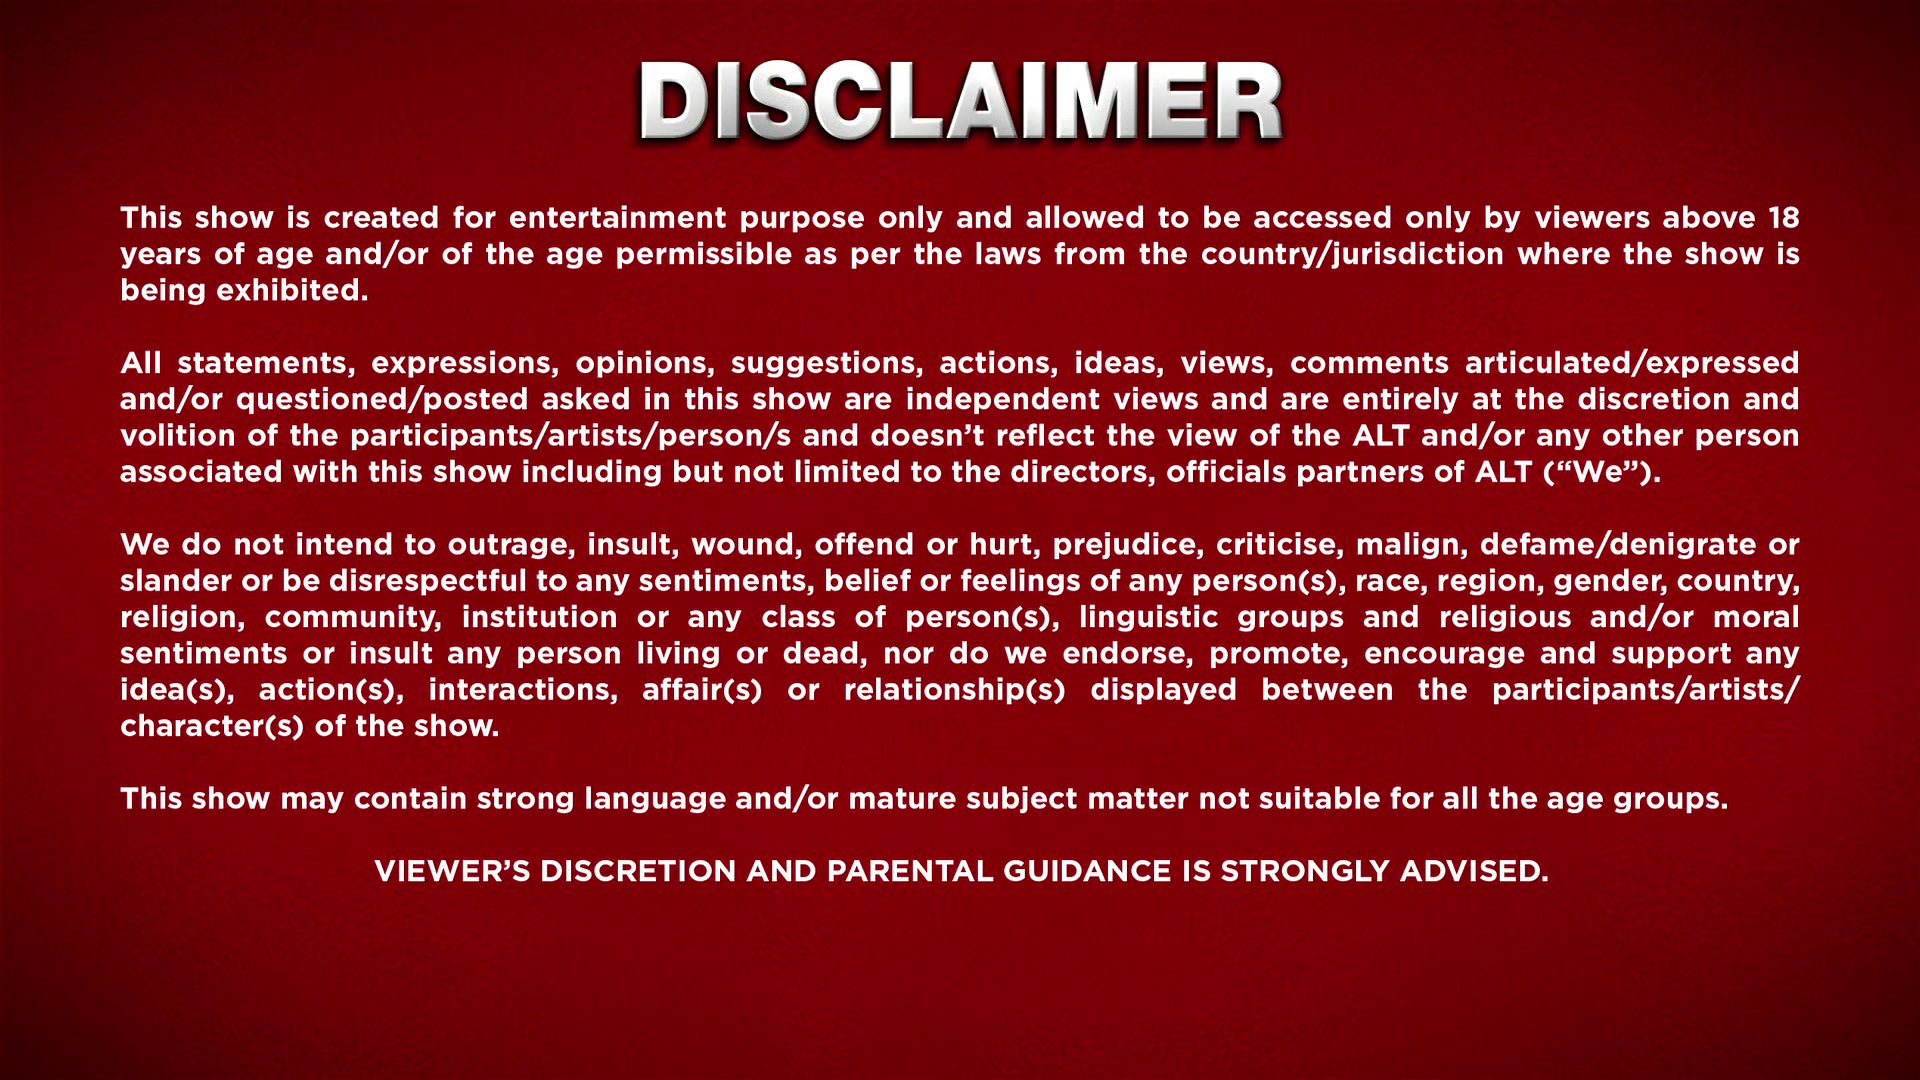 DISCLAIMER
This show is created for entertainment purpose only and allowed to be accessed only by viewers above 18
years of age and/or of the age permissible as per the laws from the country/jurisdiction where the show is
being exhibited.
All statements, expressions, opinions, suggestions, actions, ideas, views, comments articulated/expressed
and/or questioned/posted asked in this show are independent views and are entirely at the discretion and
volition of the participants/artists/person/s and doesn’t reflect the view of the ALT and/or any other person
associated with this show including but not limited to the directors, officials partners of ALT (“We”).
We do not intend to outrage, insult, wound, offend or hurt, prejudice, criticise, malign, defame/denigrate or
slander or be disrespectful to any sentiments, belief or feelings of any person(s), race, region, gender, country,
religion, community, institution or any class of person(s), linguistic groups and religious and/or moral
sentiments or insult any person living or dead, nor do we endorse, promote, encourage and support any
idea(s), action(s), interactions, affair(s) or relationship(s) displayed between the participants/artists/
character(s) of the show.
This show may contain strong language and/or mature subject matter not suitable for all the age groups.
VIEWER’S DISCRETION AND PARENTAL GUIDANCE IS STRONGLY ADVISED.